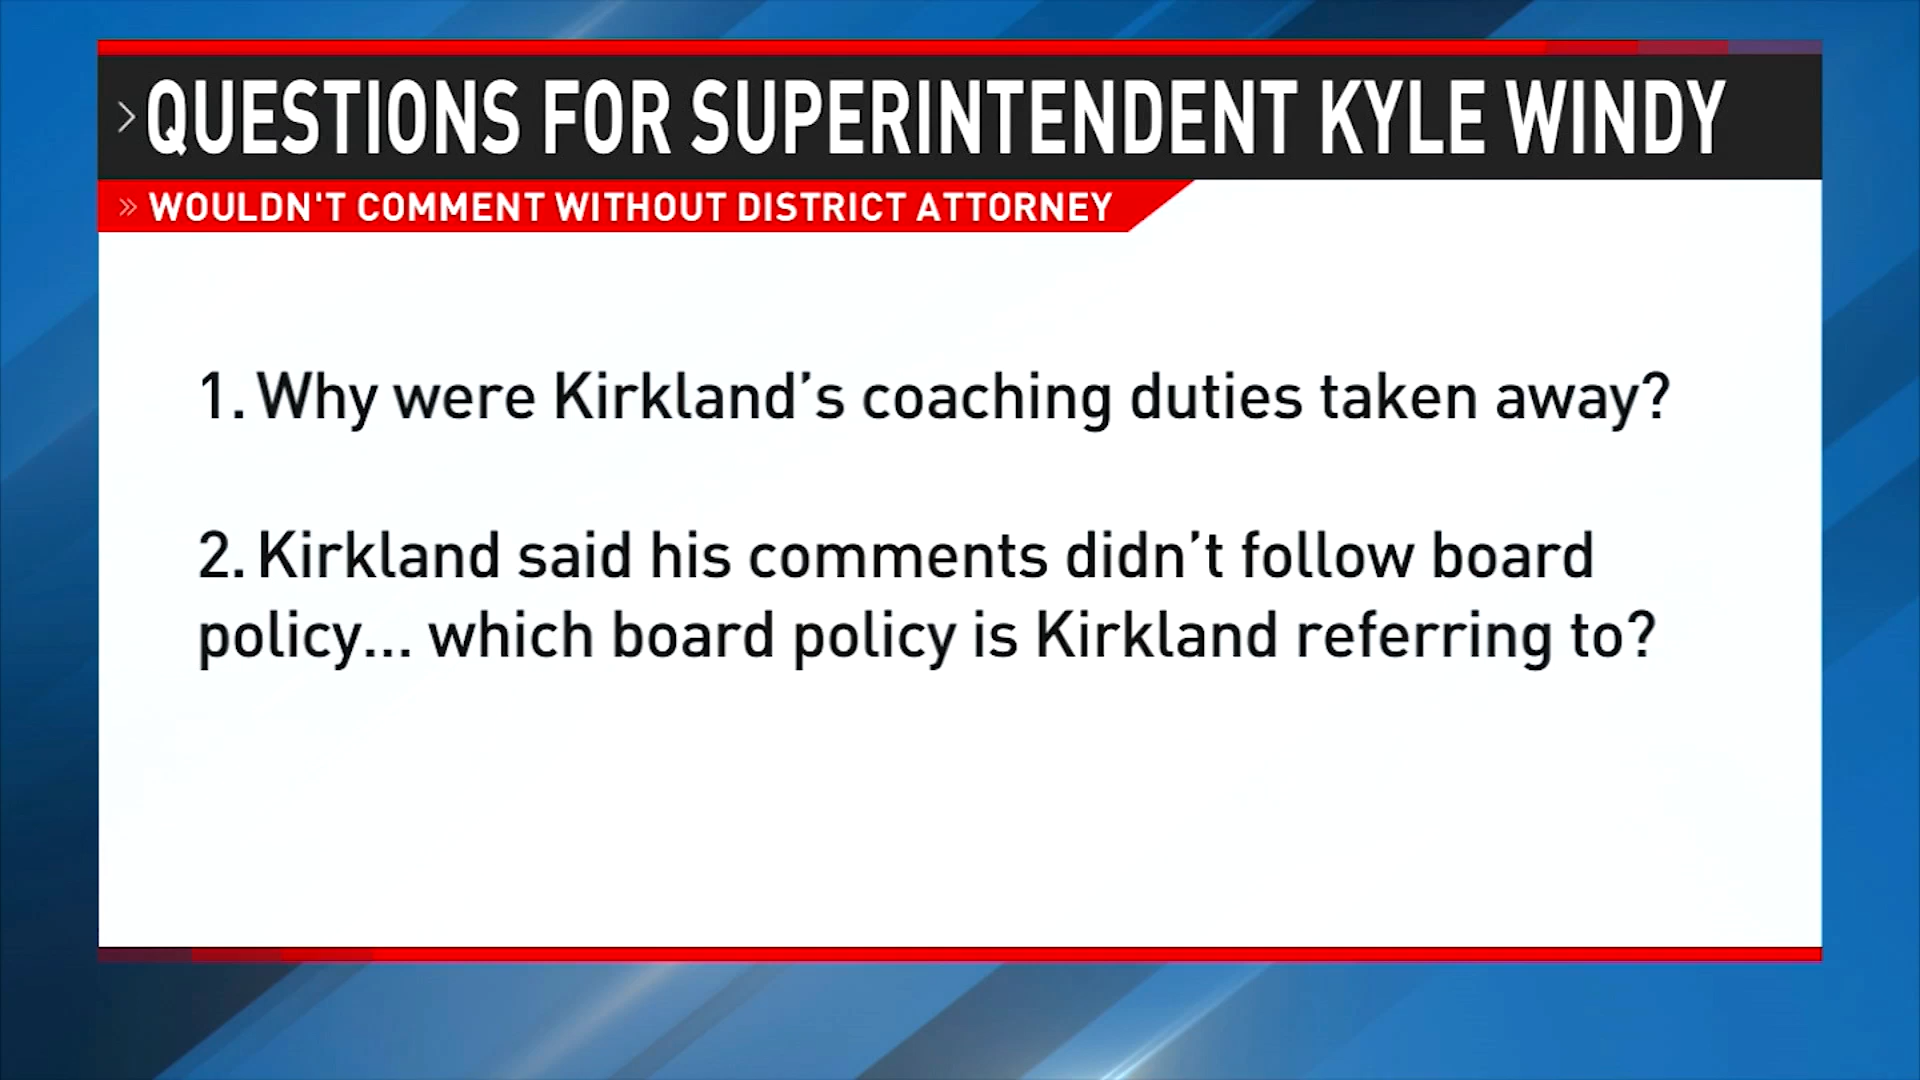 QUESTIONS FOR SUPERINTENDENT KYLE WINDY
WOULDN'T COMMENT WITHOUT DISTRICT ATTORNEY
1. Why were Kirkland’s coaching duties taken away?
2. Kirkland said his comments didn’t follow board
policy... which board policy is Kirkland referring to?